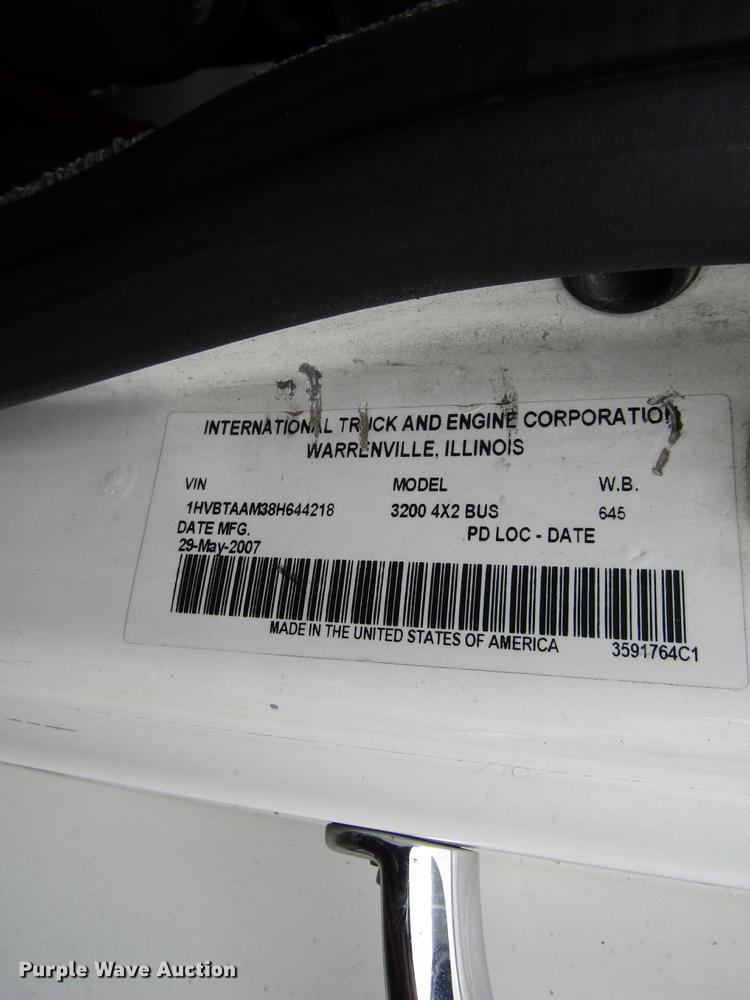 INTERNATIONAL TRUCK AND ENGINE CORPORATION
WARRENVILLE, ILLINOIS
VIN MODEL W.B.
1HVBTAAM38H644218 3200 4X2 BUS 645
DATE MFG. PD LOC - DATE
29-May-2007
MADE IN THE UNITED STATES OF AMERICA 3591764C1
Purple Wave Auction